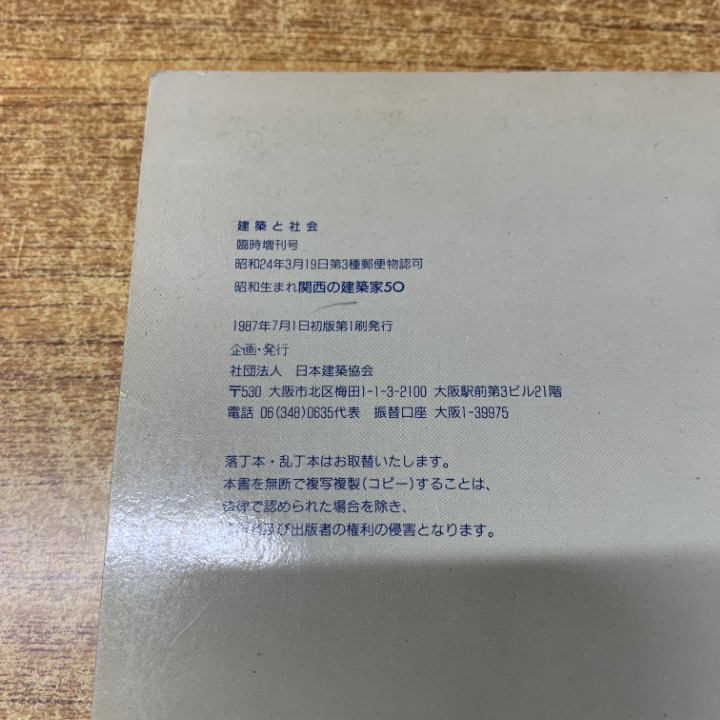 建築と社会
臨時増刊号
昭和24年3月19日第3種郵便物認可
昭和生まれ関西の建築家50
1987年7月1日初版第1刷発行
企画・発行
社団法人 日本建築協会
〒530 大阪市北区梅田1-1-3-2100 大阪駅前第3ビル21階
電話 06(348)0635代表 振替口座 大阪1-39975
落丁本・乱丁本はお取替いたします。
本書を無断で複写複製(コピー)することは、
法律で認められた場合を除き、
及び出版者の権利の侵害となります。